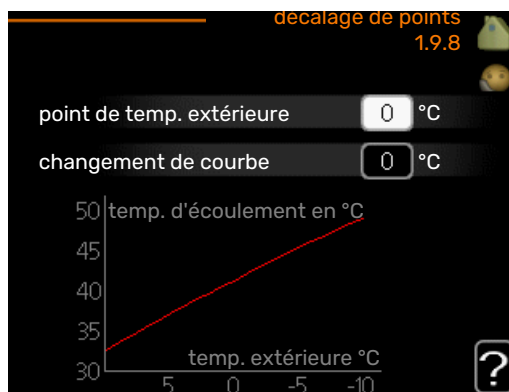 décalage de points
1.9.8
point de temp. extérieure 0 °C
changement de courbe 0 °C
50 temp. d'écoulement en °C
45
40
35
30 temp. extérieure °C
5 0 -5 -10
?